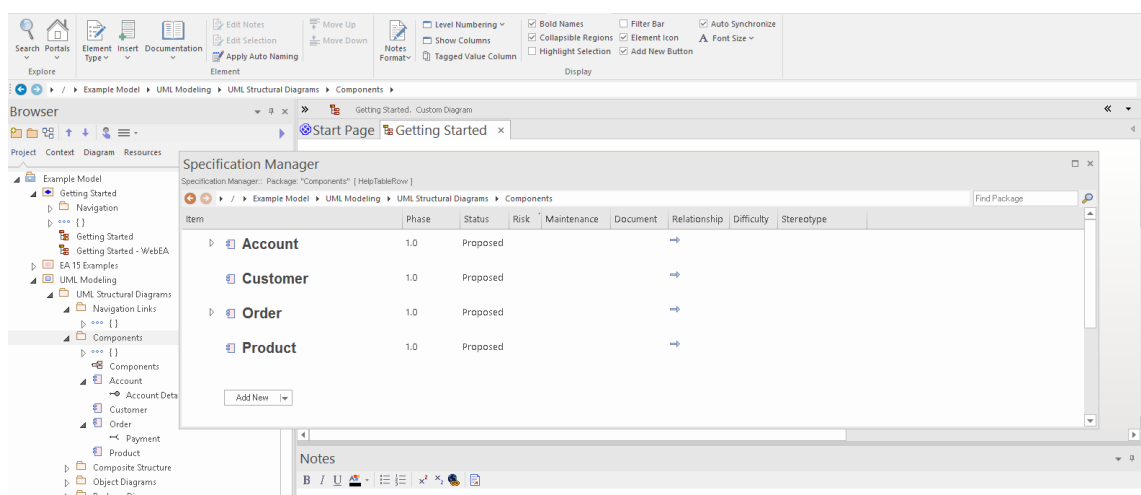 Search Portals Element Type Insert Documentation
Edit Notes
Edit Selection
Apply Auto Naming
Move Up
Move Down
Notes Format
Level Numbering
Show Columns
Tagged Value Column
Bold Names
Collapsible Regions
Highlight Selection
Filter Bar
Element Icon
Add New Button
Auto Synchronize
A Font Size
Explore Element Display
/ Example Model UML Modeling UML Structural Diagrams Components
Browser
Getting Started. Custom Diagram
Start Page Getting Started ×
Project Context Diagram Resources
Example Model
Getting Started
Navigation
{ }
Getting Started
Getting Started - WebEA
EA 15 Examples
UML Modeling
UML Structural Diagrams
Navigation Links
{ }
Components
{ }
Components
Account
Account Deta
Customer
Order
Payment
Product
Composite Structure
Object Diagrams
Specification Manager
Specification Manager:: Package: "Components" [ HelpTableRow ]
/ Example Model UML Modeling UML Structural Diagrams Components Find Package
Item Phase Status Risk Maintenance Document Relationship Difficulty Stereotype
Account 1.0 Proposed
Customer 1.0 Proposed
Order 1.0 Proposed
Product 1.0 Proposed
Add New
Notes
B I U A x² x₁